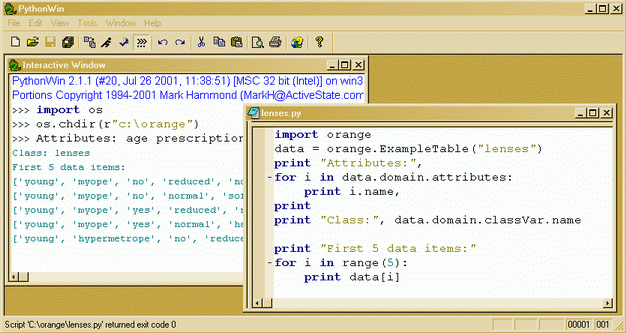 PythonWin
File Edit View Tools Window Help
Interactive Window
PythonWin 2.1.1 (#20, Jul 26 2001, 11:38:51) [MSC 32 bit (Intel)] on win3
Portions Copyright 1994-2001 Mark Hammond (MarkH@ActiveState.com
>>> import os
>>> os.chdir(r"c:\orange")
>>> Attributes: age prescription
Class: lenses
First 5 data items:
['young', 'myope', 'no', 'reduced', 'no
['young', 'myope', 'no', 'normal', 'sof
['young', 'myope', 'yes', 'reduced', 'n
['young', 'myope', 'yes', 'normal', 'ha
['young', 'hypermetrope', 'no', 'reduce
lenses.py
import orange
data = orange.ExampleTable("lenses")
print "Attributes:",
for i in data.domain.attributes:
    print i.name,
print
print "Class:", data.domain.classVar.name
print "First 5 data items:"
for i in range(5):
    print data[i]
Script 'C:\orange\lenses.py' returned exit code 0
00001 001